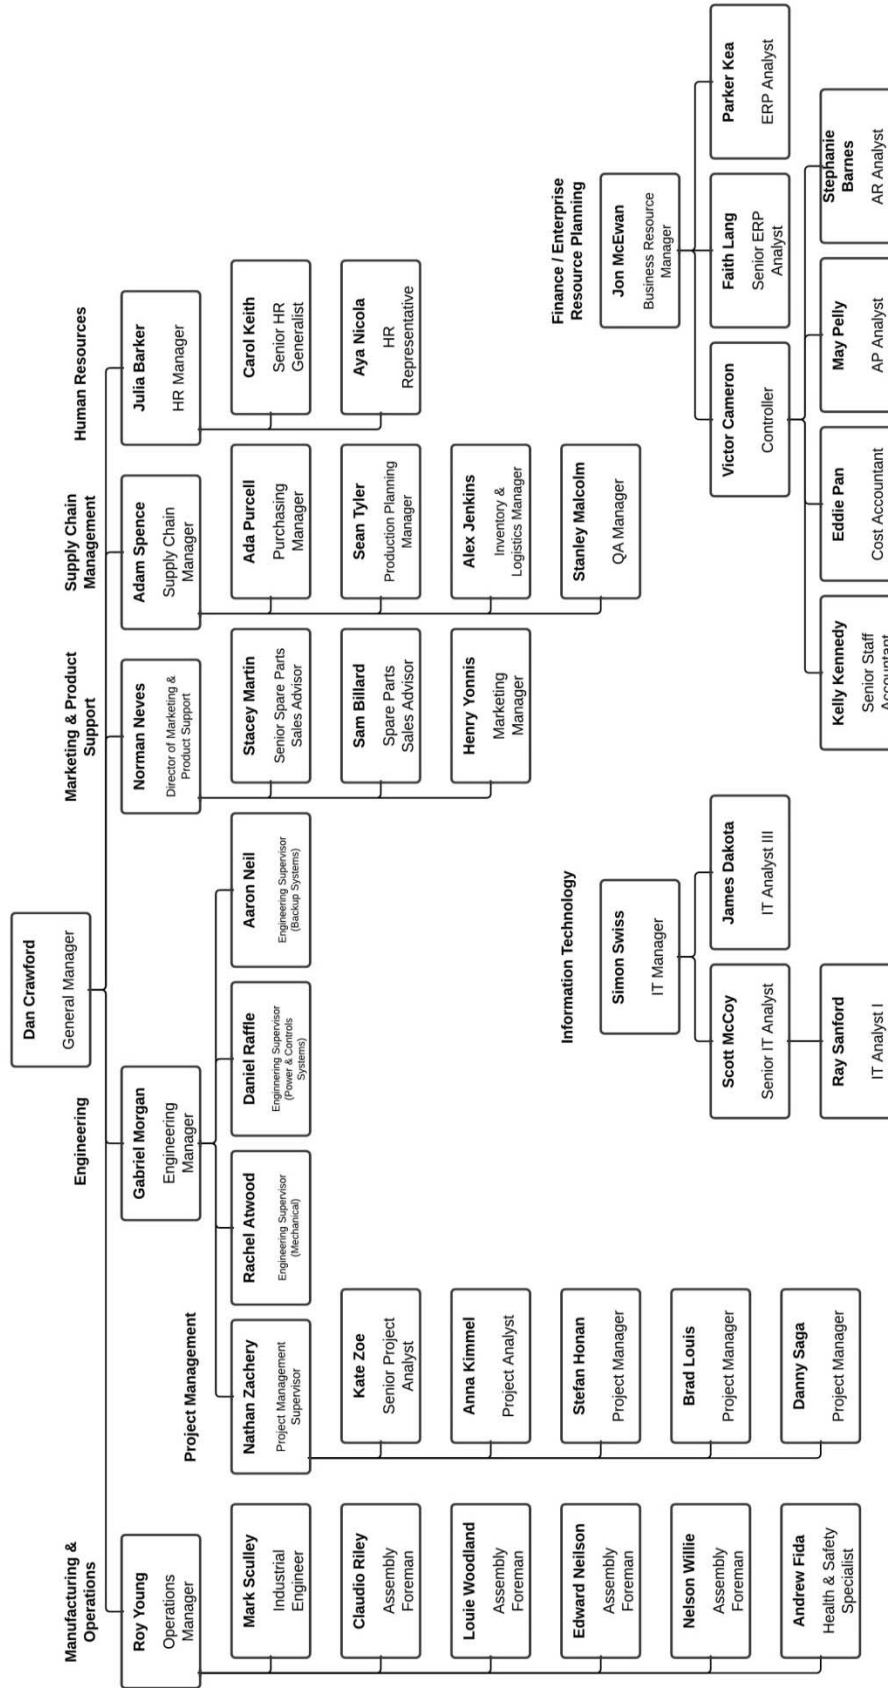 Dan Crawford
General Manager
Manufacturing &
Operations
Roy Young
Operations
Manager
Mark Sculley
Industrial
Engineer
Claudio Riley
Assembly
Foreman
Louie Woodland
Assembly
Foreman
Edward Neilson
Assembly
Foreman
Nelson Willie
Assembly
Foreman
Andrew Fida
Health & Safety
Specialist
Engineering
Gabriel Morgan
Engineering
Manager
Project Management
Nathan Zachery
Project Management
Supervisor
Kate Zoe
Senior Project
Analyst
Anna Kimmel
Project Analyst
Stefan Honan
Project Manager
Brad Louis
Project Manager
Danny Saga
Project Manager
Rachel Atwood
Engineering Supervisor
(Mechanical)
Daniel Raffle
Enginnering Supervisor
(Power & Controls
Systems)
Aaron Neil
Engineering Supervisor
(Backup Systems)
Marketing & Product
Support
Norman Neves
Director of Marketing &
Product Support
Stacey Martin
Senior Spare Parts
Sales Advisor
Sam Billard
Spare Parts
Sales Advisor
Henry Yonnis
Marketing
Manager
Supply Chain
Management
Adam Spence
Supply Chain
Manager
Ada Purcell
Purchasing
Manager
Sean Tyler
Production Planning
Manager
Alex Jenkins
Inventory &
Logistics Manager
Stanley Malcolm
QA Manager
Human Resources
Julia Barker
HR Manager
Carol Keith
Senior HR
Generalist
Aya Nicola
HR
Representative
Information Technology
Simon Swiss
IT Manager
Scott McCoy
Senior IT Analyst
Ray Sanford
IT Analyst I
James Dakota
IT Analyst III
Finance / Enterprise
Resource Planning
Jon McEwan
Business Resource
Manager
Victor Cameron
Controller
Faith Lang
Senior ERP
Analyst
Parker Kea
ERP Analyst
Kelly Kennedy
Senior Staff
Accountant
Eddie Pan
Cost Accountant
May Pelly
AP Analyst
Stephanie
Barnes
AR Analyst